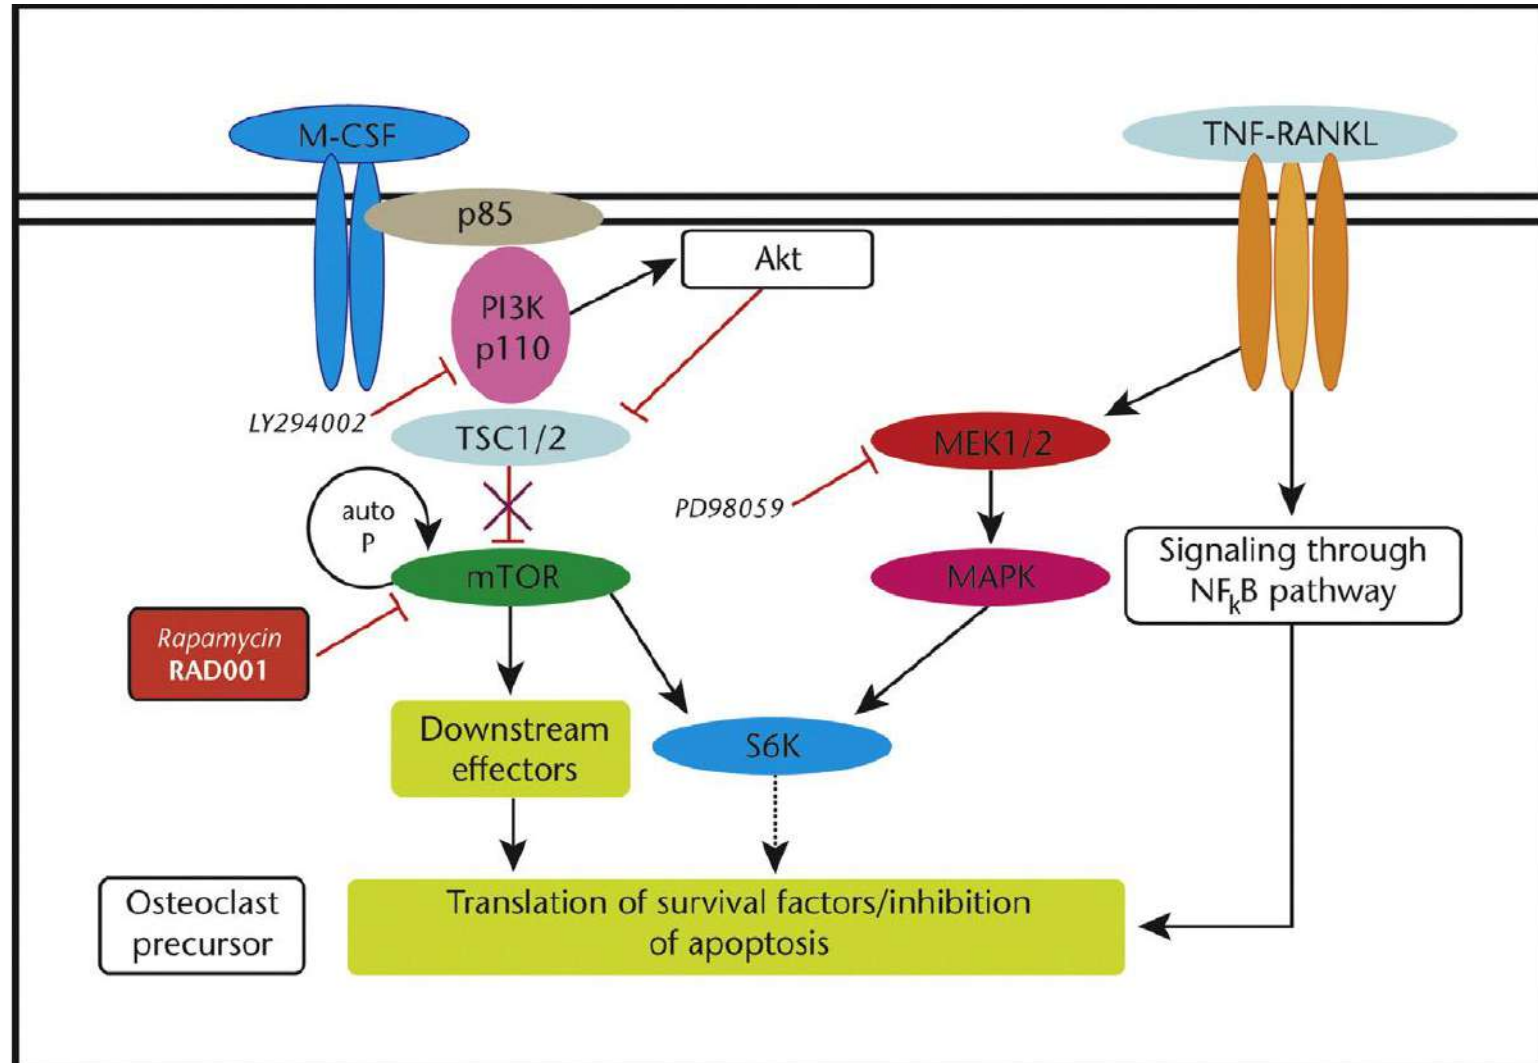 M-CSF
TNF-RANKL
p85
Akt
PI3K
p110
LY294002
TSC1/2
MEK1/2
PD98059
auto
P
mTOR
MAPK
Signaling through
NFkB pathway
Rapamycin
RAD001
Downstream
effectors
S6K
Osteoclast
precursor
Translation of survival factors/inhibition
of apoptosis